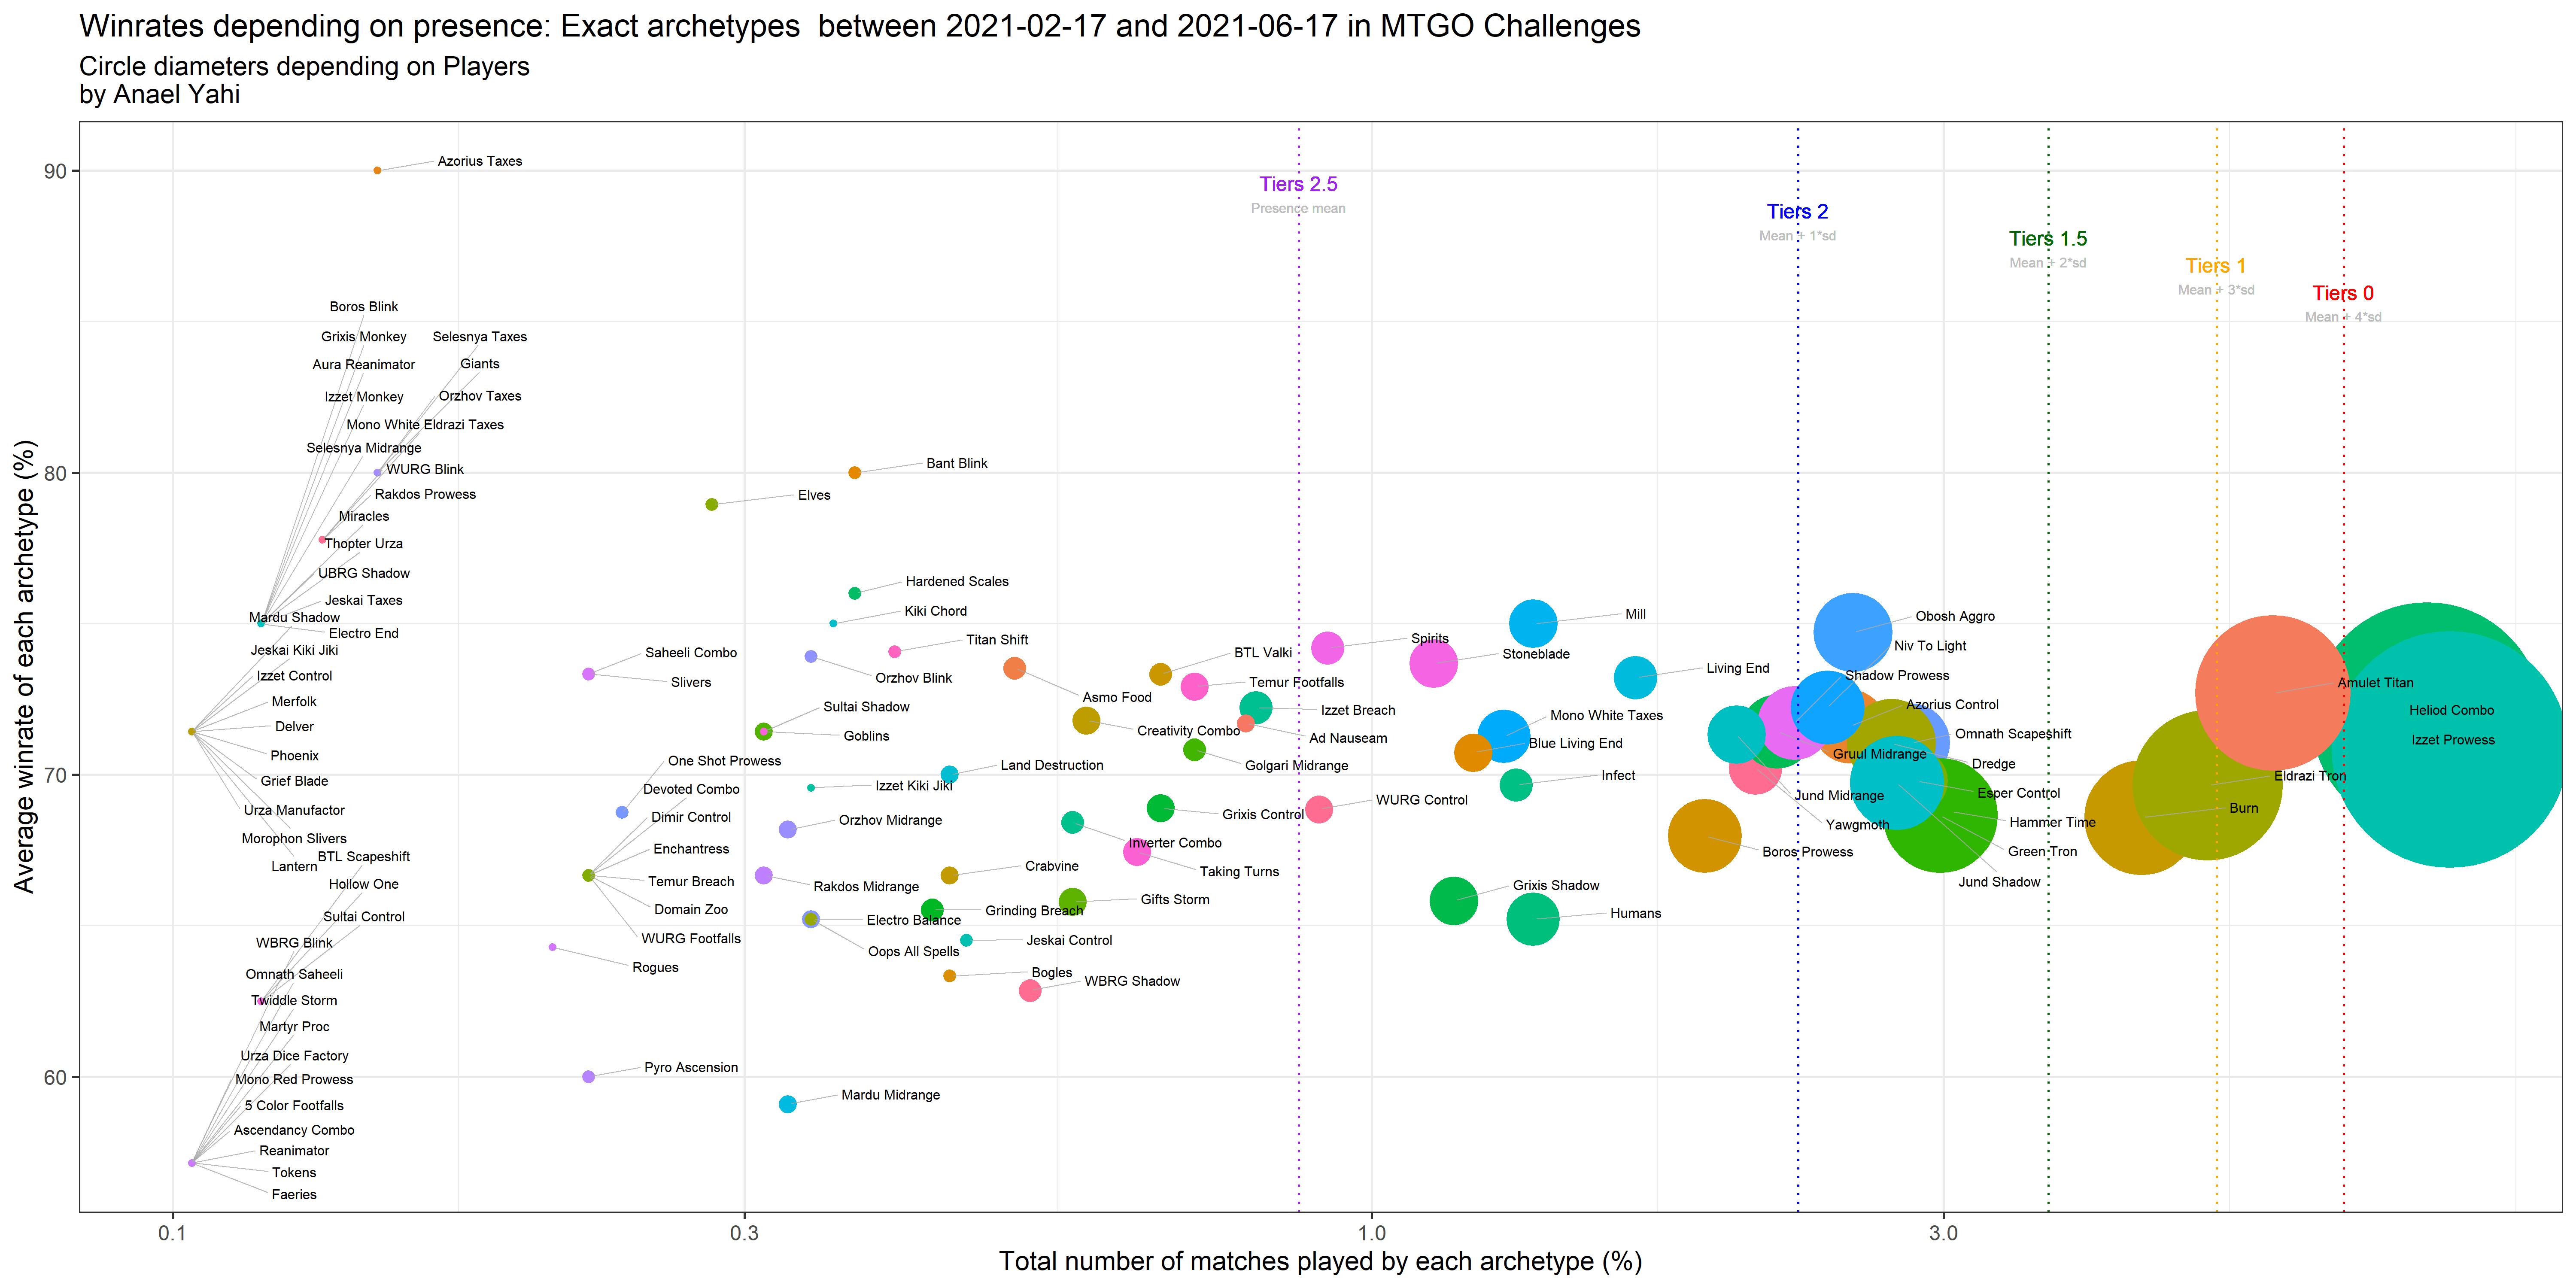 Winrates depending on presence: Exact archetypes  between 2021-02-17 and 2021-06-17 in MTGO Challenges
Circle diameters depending on Players
by Anael Yahi
Average winrate of each archetype (%)
90
80
70
60
Azorius Taxes
Tiers 2.5
Presence mean
Tiers 2
Mean + 1*sd
Tiers 1.5
Mean + 2*sd
Tiers 1
Mean + 3*sd
Tiers 0
Mean + 4*sd
Boros Blink
Grixis Monkey
Selesnya Taxes
Aura Reanimator
Giants
Izzet Monkey
Orzhov Taxes
Mono White Eldrazi Taxes
Selesnya Midrange
WURG Blink
Rakdos Prowess
Miracles
Thopter Urza
UBRG Shadow
Jeskai Taxes
Mardu Shadow
Electro End
Jeskai Kiki Jiki
Izzet Control
Merfolk
Delver
Phoenix
Grief Blade
Urza Manufactor
Morophon Slivers
Lantern
BTL Scapeshift
Hollow One
Sultai Control
WBRG Blink
Omnath Saheeli
Twiddle Storm
Martyr Proc
Urza Dice Factory
Mono Red Prowess
5 Color Footfalls
Ascendancy Combo
Reanimator
Tokens
Faeries
Bant Blink
Elves
Hardened Scales
Kiki Chord
Titan Shift
Saheeli Combo
Slivers
Orzhov Blink
Asmo Food
Sultai Shadow
Goblins
Creativity Combo
One Shot Prowess
Land Destruction
Devoted Combo
Izzet Kiki Jiki
Dimir Control
Orzhov Midrange
Enchantress
Temur Breach
Rakdos Midrange
Crabvine
Domain Zoo
Electro Balance
Grinding Breach
WURG Footfalls
Oops All Spells
Jeskai Control
Rogues
Bogles
WBRG Shadow
Pyro Ascension
Mardu Midrange
BTL Valki
Temur Footfalls
Izzet Breach
Ad Nauseam
Golgari Midrange
Grixis Control
Inverter Combo
Taking Turns
Gifts Storm
Spirits
Stoneblade
Mill
Living End
Mono White Taxes
Blue Living End
Infect
WURG Control
Boros Prowess
Grixis Shadow
Humans
Obosh Aggro
Niv To Light
Shadow Prowess
Azorius Control
Omnath Scapeshift
Gruul Midrange
Dredge
Jund Midrange
Esper Control
Yawgmoth
Hammer Time
Green Tron
Jund Shadow
Amulet Titan
Heliod Combo
Izzet Prowess
Eldrazi Tron
Burn
0.1
0.3
1.0
3.0
Total number of matches played by each archetype (%)